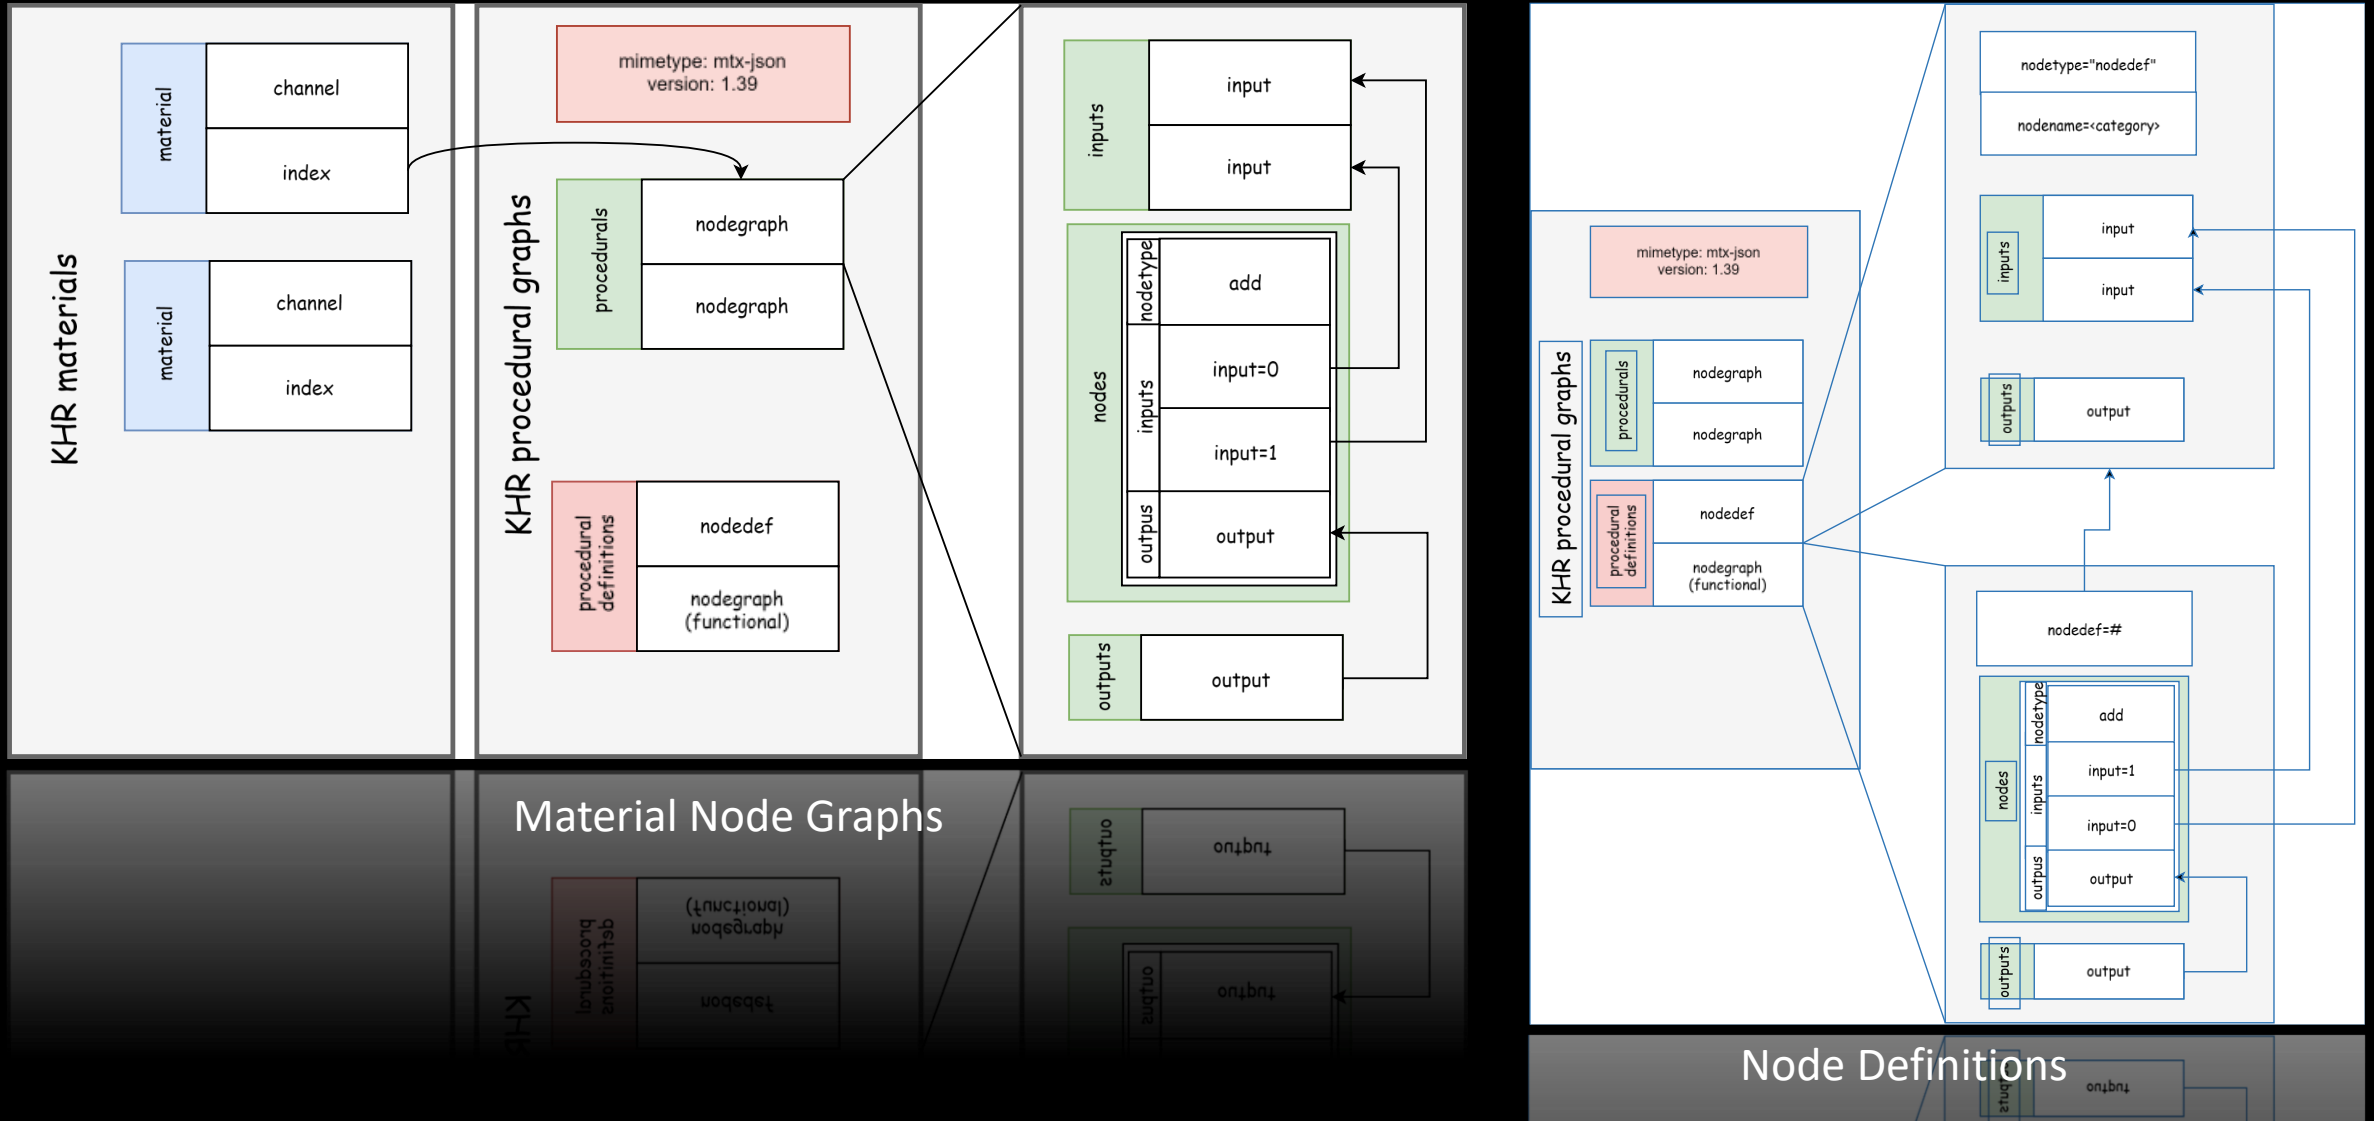 KHR materials
material
channel
index
material
channel
index
KHR procedural graphs
mimetype: mtx-json
version: 1.39
procedurals
nodegraph
nodegraph
procedural
definitions
nodedef
nodegraph
(functional)
inputs
input
input
nodes
nodetype
add
inputs
input=0
input=1
outpus
output
outputs
output
Material Node Graphs
KHR procedural graphs
mimetype: mtx-json
version: 1.39
procedurals
nodegraph
nodegraph
procedural
definitions
nodedef
nodegraph
(functional)
nodetype="nodedef"
nodename=<category>
inputs
input
input
outputs
output
nodedef=#
nodes
nodetype
add
inputs
input=1
input=0
outpus
output
outputs
output
Node Definitions